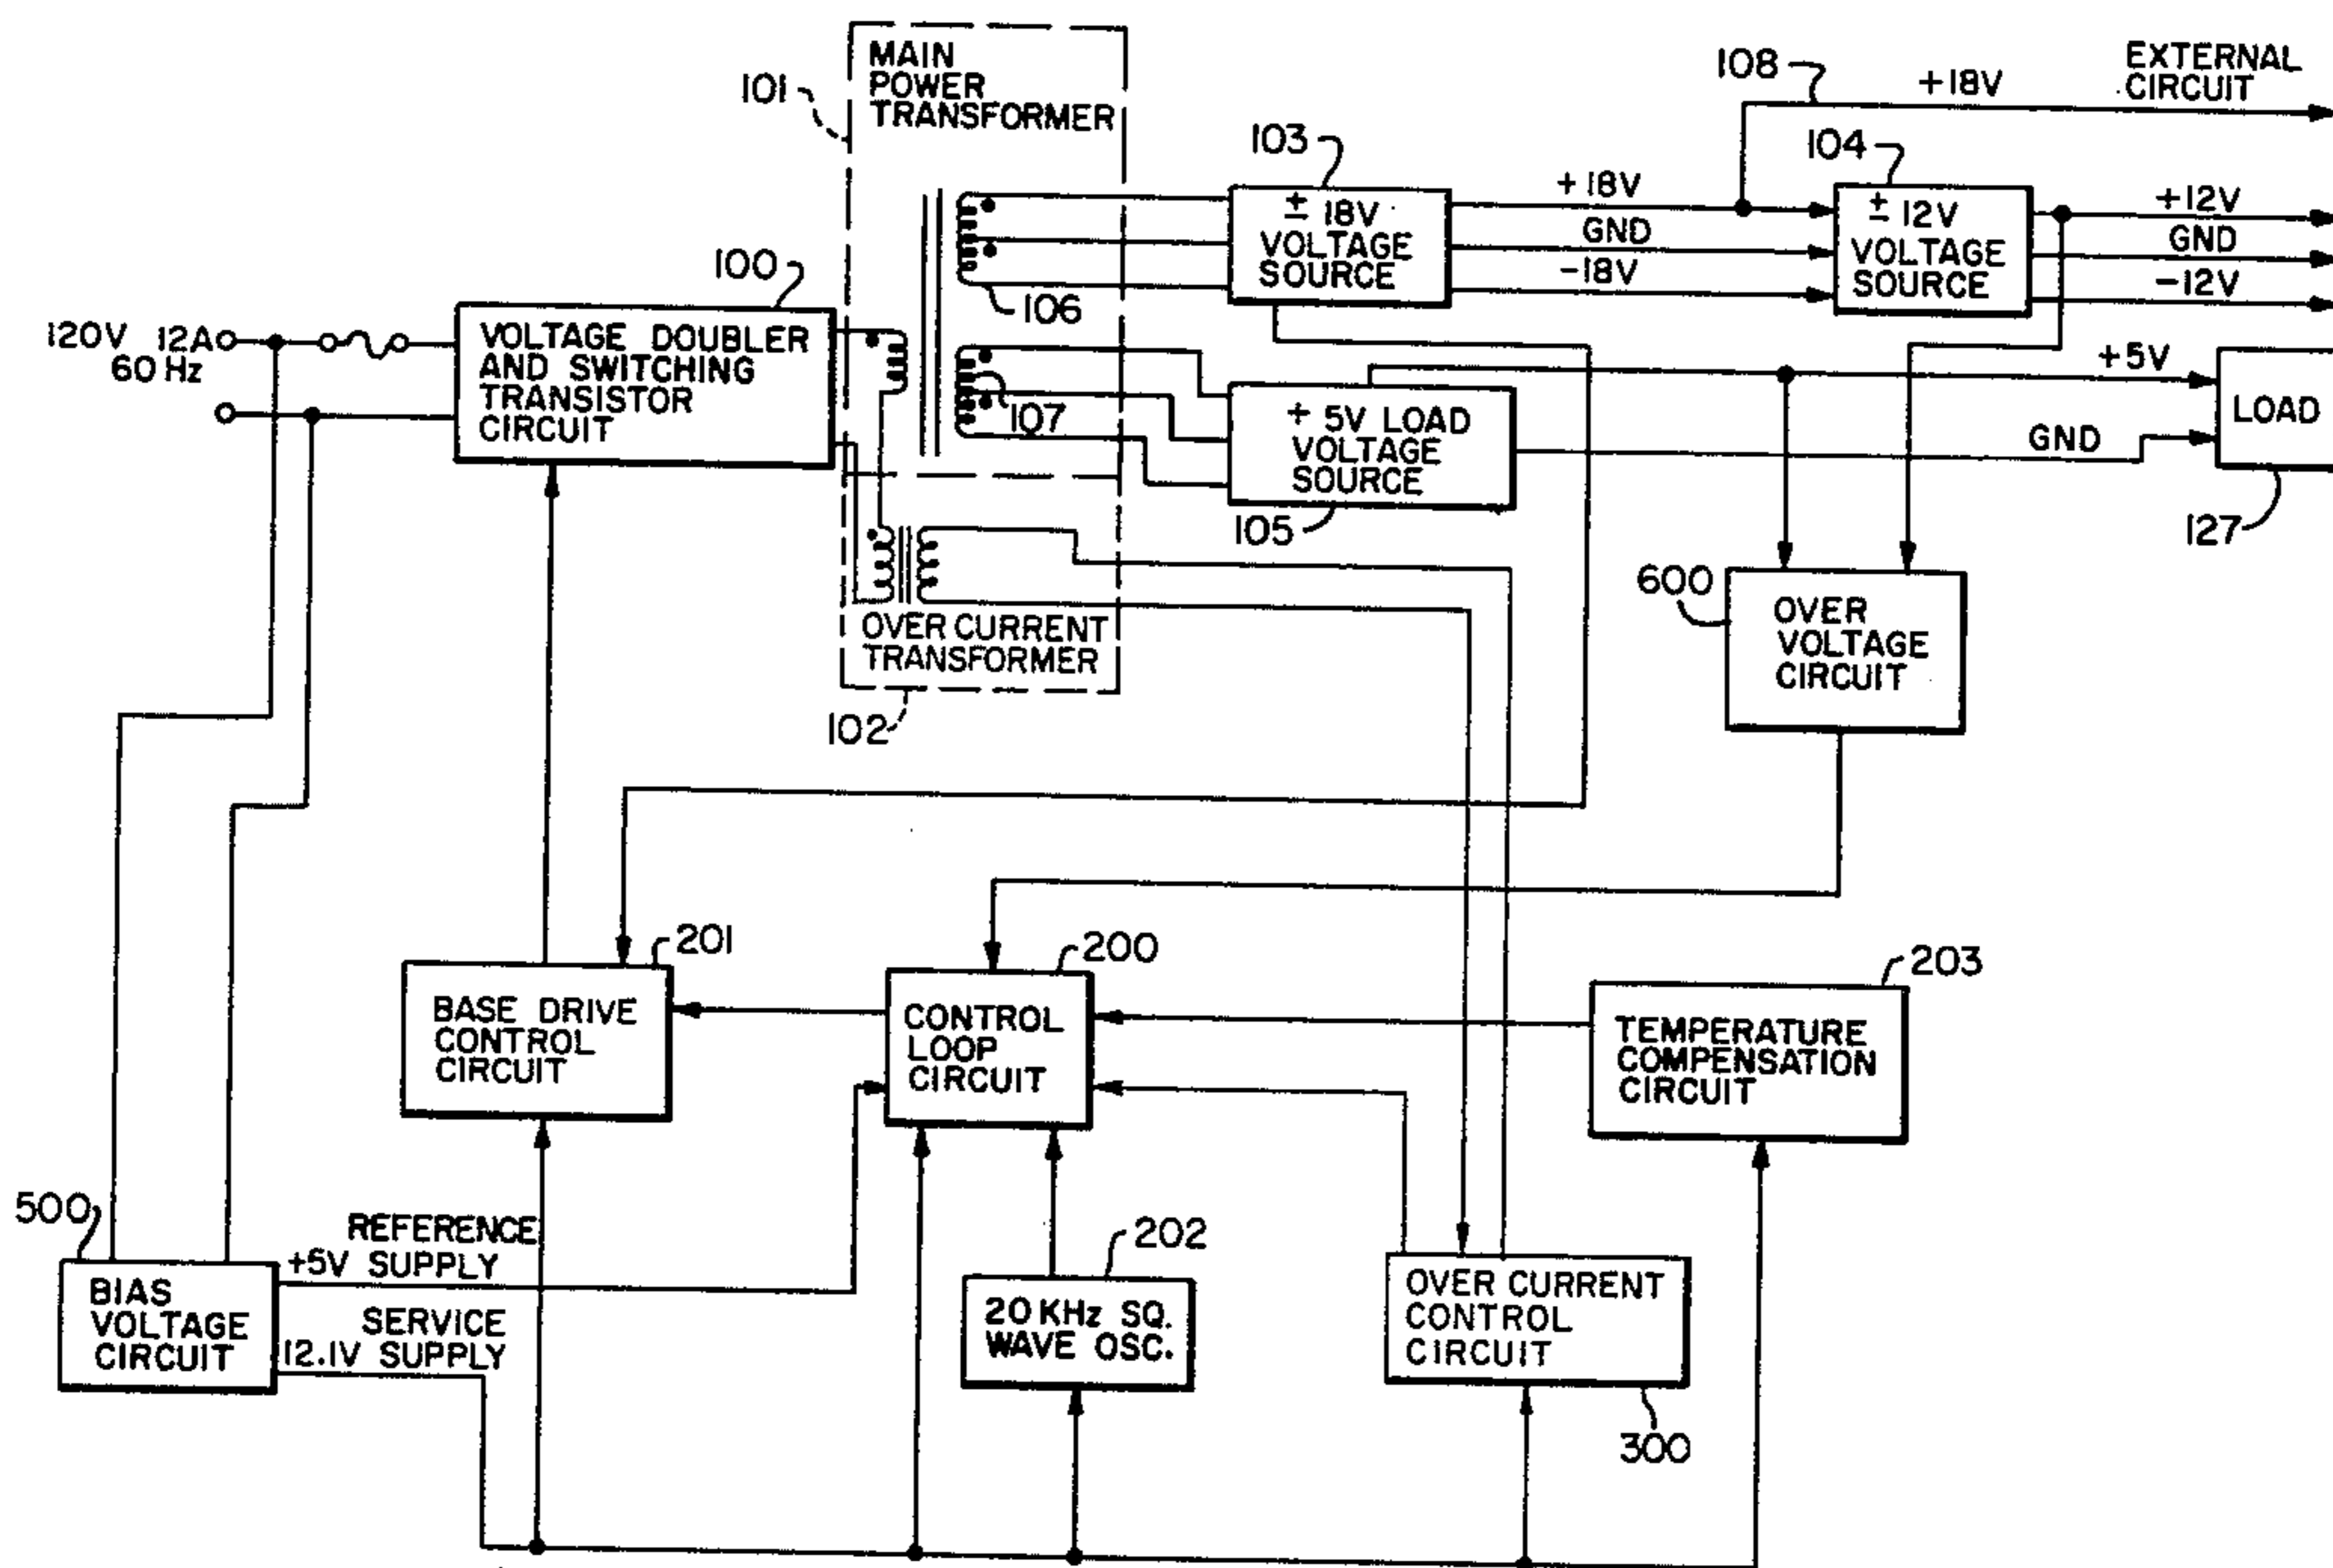 MAIN
POWER
TRANSFORMER
101
108
+18V
EXTERNAL
CIRCUIT
103
104
± 18V
VOLTAGE
SOURCE
+18V
GND
-18V
± 12V
VOLTAGE
SOURCE
+12V
GND
-12V
100
106
120V 12A
60 Hz
VOLTAGE DOUBLER
AND SWITCHING
TRANSISTOR
CIRCUIT
107
+ 5V LOAD
VOLTAGE
SOURCE
105
+5V
GND
LOAD
127
OVER CURRENT
TRANSFORMER
102
600
OVER
VOLTAGE
CIRCUIT
201
BASE DRIVE
CONTROL
CIRCUIT
200
CONTROL
LOOP
CIRCUIT
203
TEMPERATURE
COMPENSATION
CIRCUIT
500
BIAS
VOLTAGE
CIRCUIT
REFERENCE
+5V SUPPLY
SERVICE
12.1V SUPPLY
202
20 KHz SQ.
WAVE OSC.
OVER CURRENT
CONTROL
CIRCUIT
300